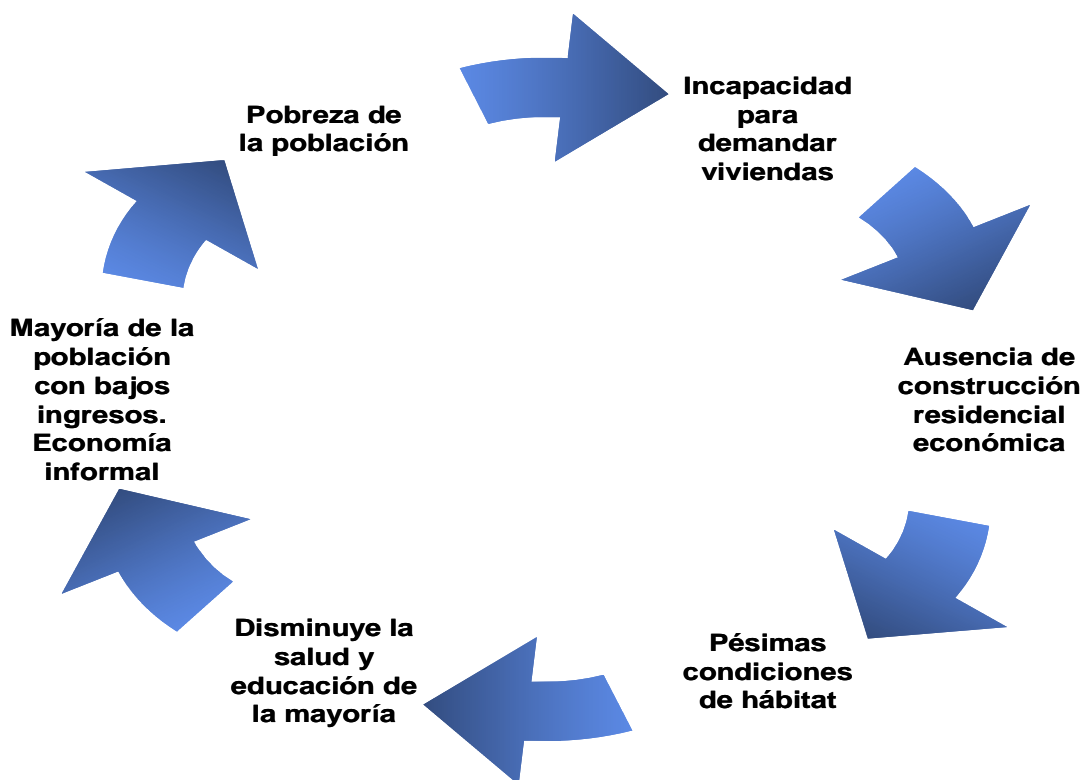 Pobreza de
la población
Incapacidad
para
demandar
viviendas
Ausencia de
construcción
residencial
económica
Pésimas
condiciones
de hábitat
Disminuye la
salud y
educación de
la mayoría
Mayoría de la
población
con bajos
ingresos.
Economía
informal